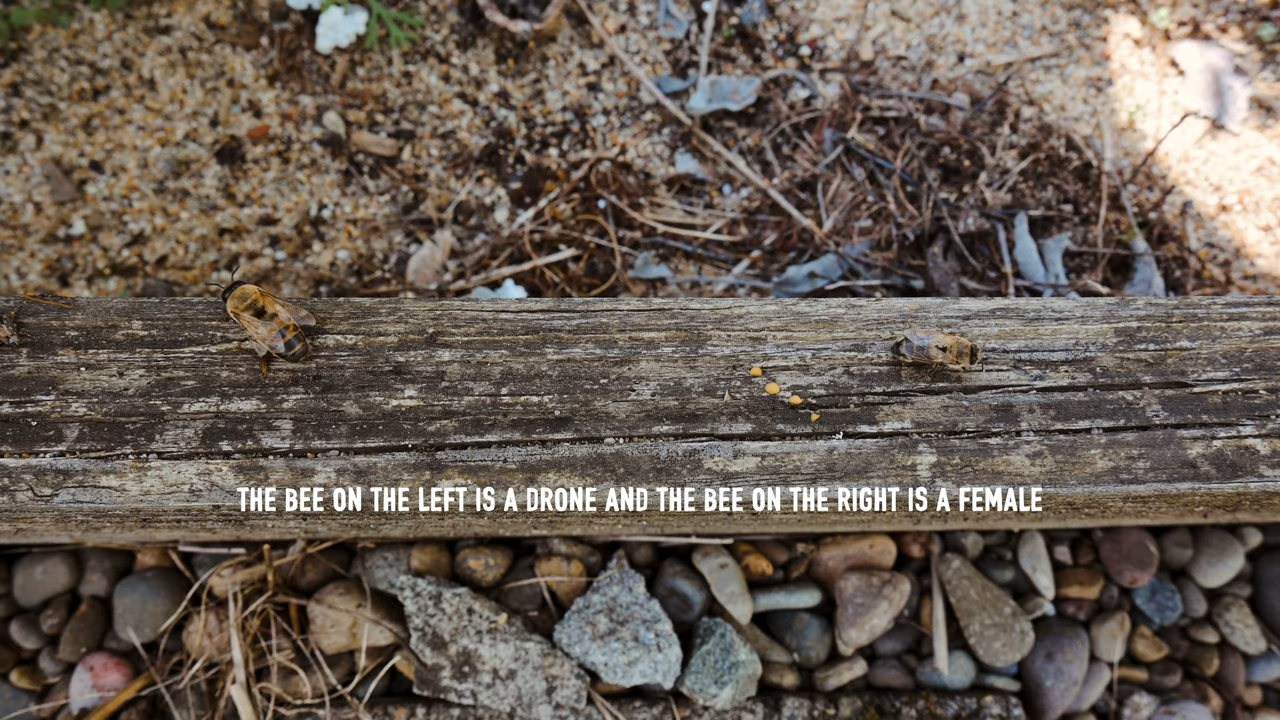 THE BEE ON THE LEFT IS A DRONE AND THE BEE ON THE RIGHT IS A FEMALE